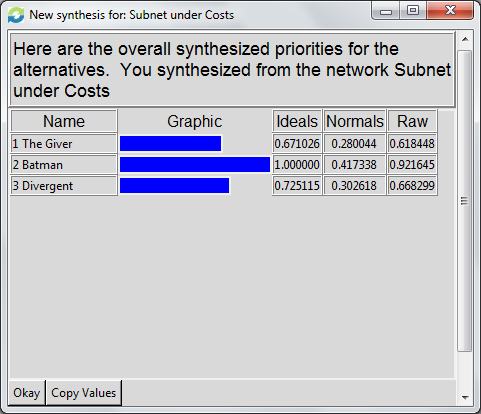 New synthesis for: Subnet under Costs
Here are the overall synthesized priorities for the
alternatives.  You synthesized from the network Subnet
under Costs
Name Graphic Ideals Normals Raw
1 The Giver 0.671026 0.280044 0.618448
2 Batman 1.000000 0.417338 0.921645
3 Divergent 0.725115 0.302618 0.668299
Okay Copy Values